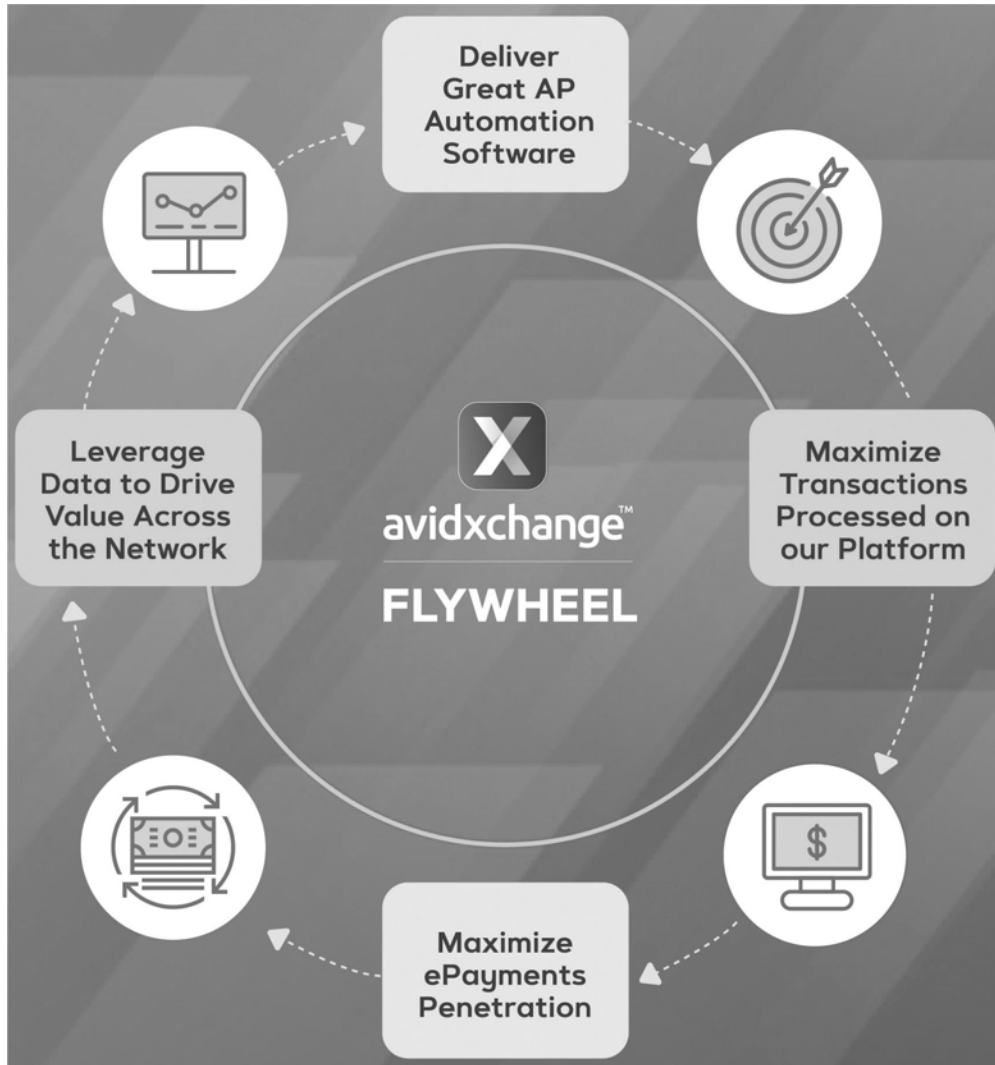 Deliver
Great AP
Automation
Software
Maximize
Transactions
Processed on
our Platform
$
Maximize
ePayments
Penetration
Leverage
Data to Drive
Value Across
the Network
X
avidxchange™
FLYWHEEL